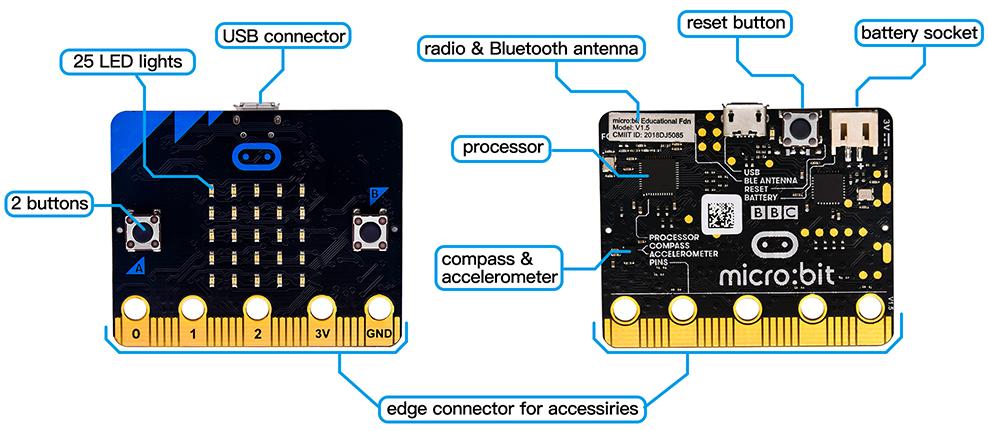 USB connector
25 LED lights
2 buttons
A
B
0
1
2
3V
GND
radio & Bluetooth antenna
reset button
battery socket
processor
compass &
accelerometer
micro:bit Educational Fdn
Model: V1.5
CMIIT ID: 2018DJ5085
3V
USB
BLE ANTENNA
RESET
BATTERY
BBC
PROCESSOR
COMPASS
ACCELEROMETER
PINS
micro:bit
V1.5
edge connector for accessiries